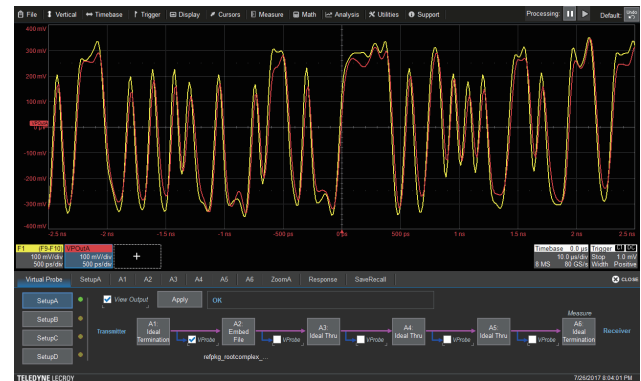 File Vertical Timebase Trigger Display Cursors Measure Math Analysis Utilities Support Processing: Default: Undo
400 mV
300 mV
200 mV
100 mV
0 µV
-100 mV
-200 mV
-300 mV
-400 mV
-2.5 ns -2 ns -1.5 ns -1 ns -500 ps 0 ps 500 ps 1 ns 1.5 ns 2 ns 2.5 ns
F1 (F9-F10) VPOutA Timebase 0.0 µs Trigger C1 DC
100 mV/div 100 mV/div + 10.0 µs/div Stop 1.0 mV
500 ps/div 500 ps/div 8 MS 80 GS/s Width Positive
Virtual Probe SetupA A1 A2 A3 A4 A5 A6 ZoomA Response SaveRecall CLOSE
SetupA View Output Apply OK
SetupB
Measure
Transmitter A1: Ideal Termination VProbe A2: Embed File VProbe A3: Ideal Thru VProbe A4: Ideal Thru VProbe A5: Ideal Thru VProbe A6: Ideal Termination Receiver
SetupC
SetupD refpkg_rootcomplex_...
TELEDYNE LECROY 7/26/2017 8:04:01 PM